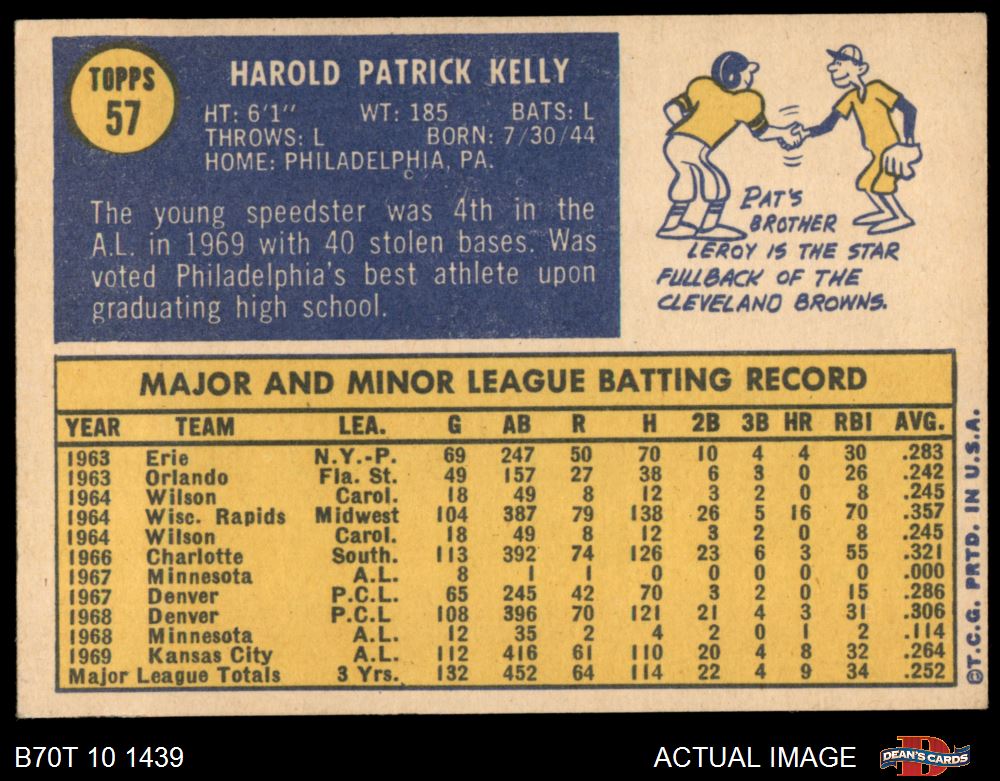 TOPPS
57
HAROLD PATRICK KELLY
HT: 6'1" WT: 185 BATS: L
THROWS: L BORN: 7/30/44
HOME: PHILADELPHIA, PA.
The young speedster was 4th in the
A.L. in 1969 with 40 stolen bases. Was
voted Philadelphia's best athlete upon
graduating high school.
PAT'S
BROTHER
LEROY IS THE STAR
FULLBACK OF THE
CLEVELAND BROWNS.
MAJOR AND MINOR LEAGUE BATTING RECORD
YEAR TEAM LEA. G AB R H 2B 3B HR RBI AVG.
1963 Erie N.Y.-P. 69 247 50 70 10 4 4 30 .283
1963 Orlando Fla. St. 49 157 27 38 6 3 0 26 .242
1964 Wilson Carol. 18 49 8 12 3 2 0 8 .245
1964 Wisc. Rapids Midwest 104 387 79 138 26 5 16 70 .357
1964 Wilson Carol. 18 49 8 12 3 2 0 8 .245
1966 Charlotte South. 113 392 74 126 23 6 3 55 .321
1967 Minnesota A.L. 8 1 1 0 0 0 0 0 .000
1967 Denver P.C.L. 65 245 42 70 3 2 0 15 .286
1968 Denver P.C.L 108 396 70 121 21 4 3 31 .306
1968 Minnesota A.L. 12 35 2 4 2 0 1 2 .114
1969 Kansas City A.L. 112 416 61 110 20 4 8 32 .264
Major League Totals 3 Yrs. 132 452 64 114 22 4 9 34 .252
©T.C.G. PRTD. IN U.S.A.
B70T 10 1439
ACTUAL IMAGE
DEAN'S CARDS